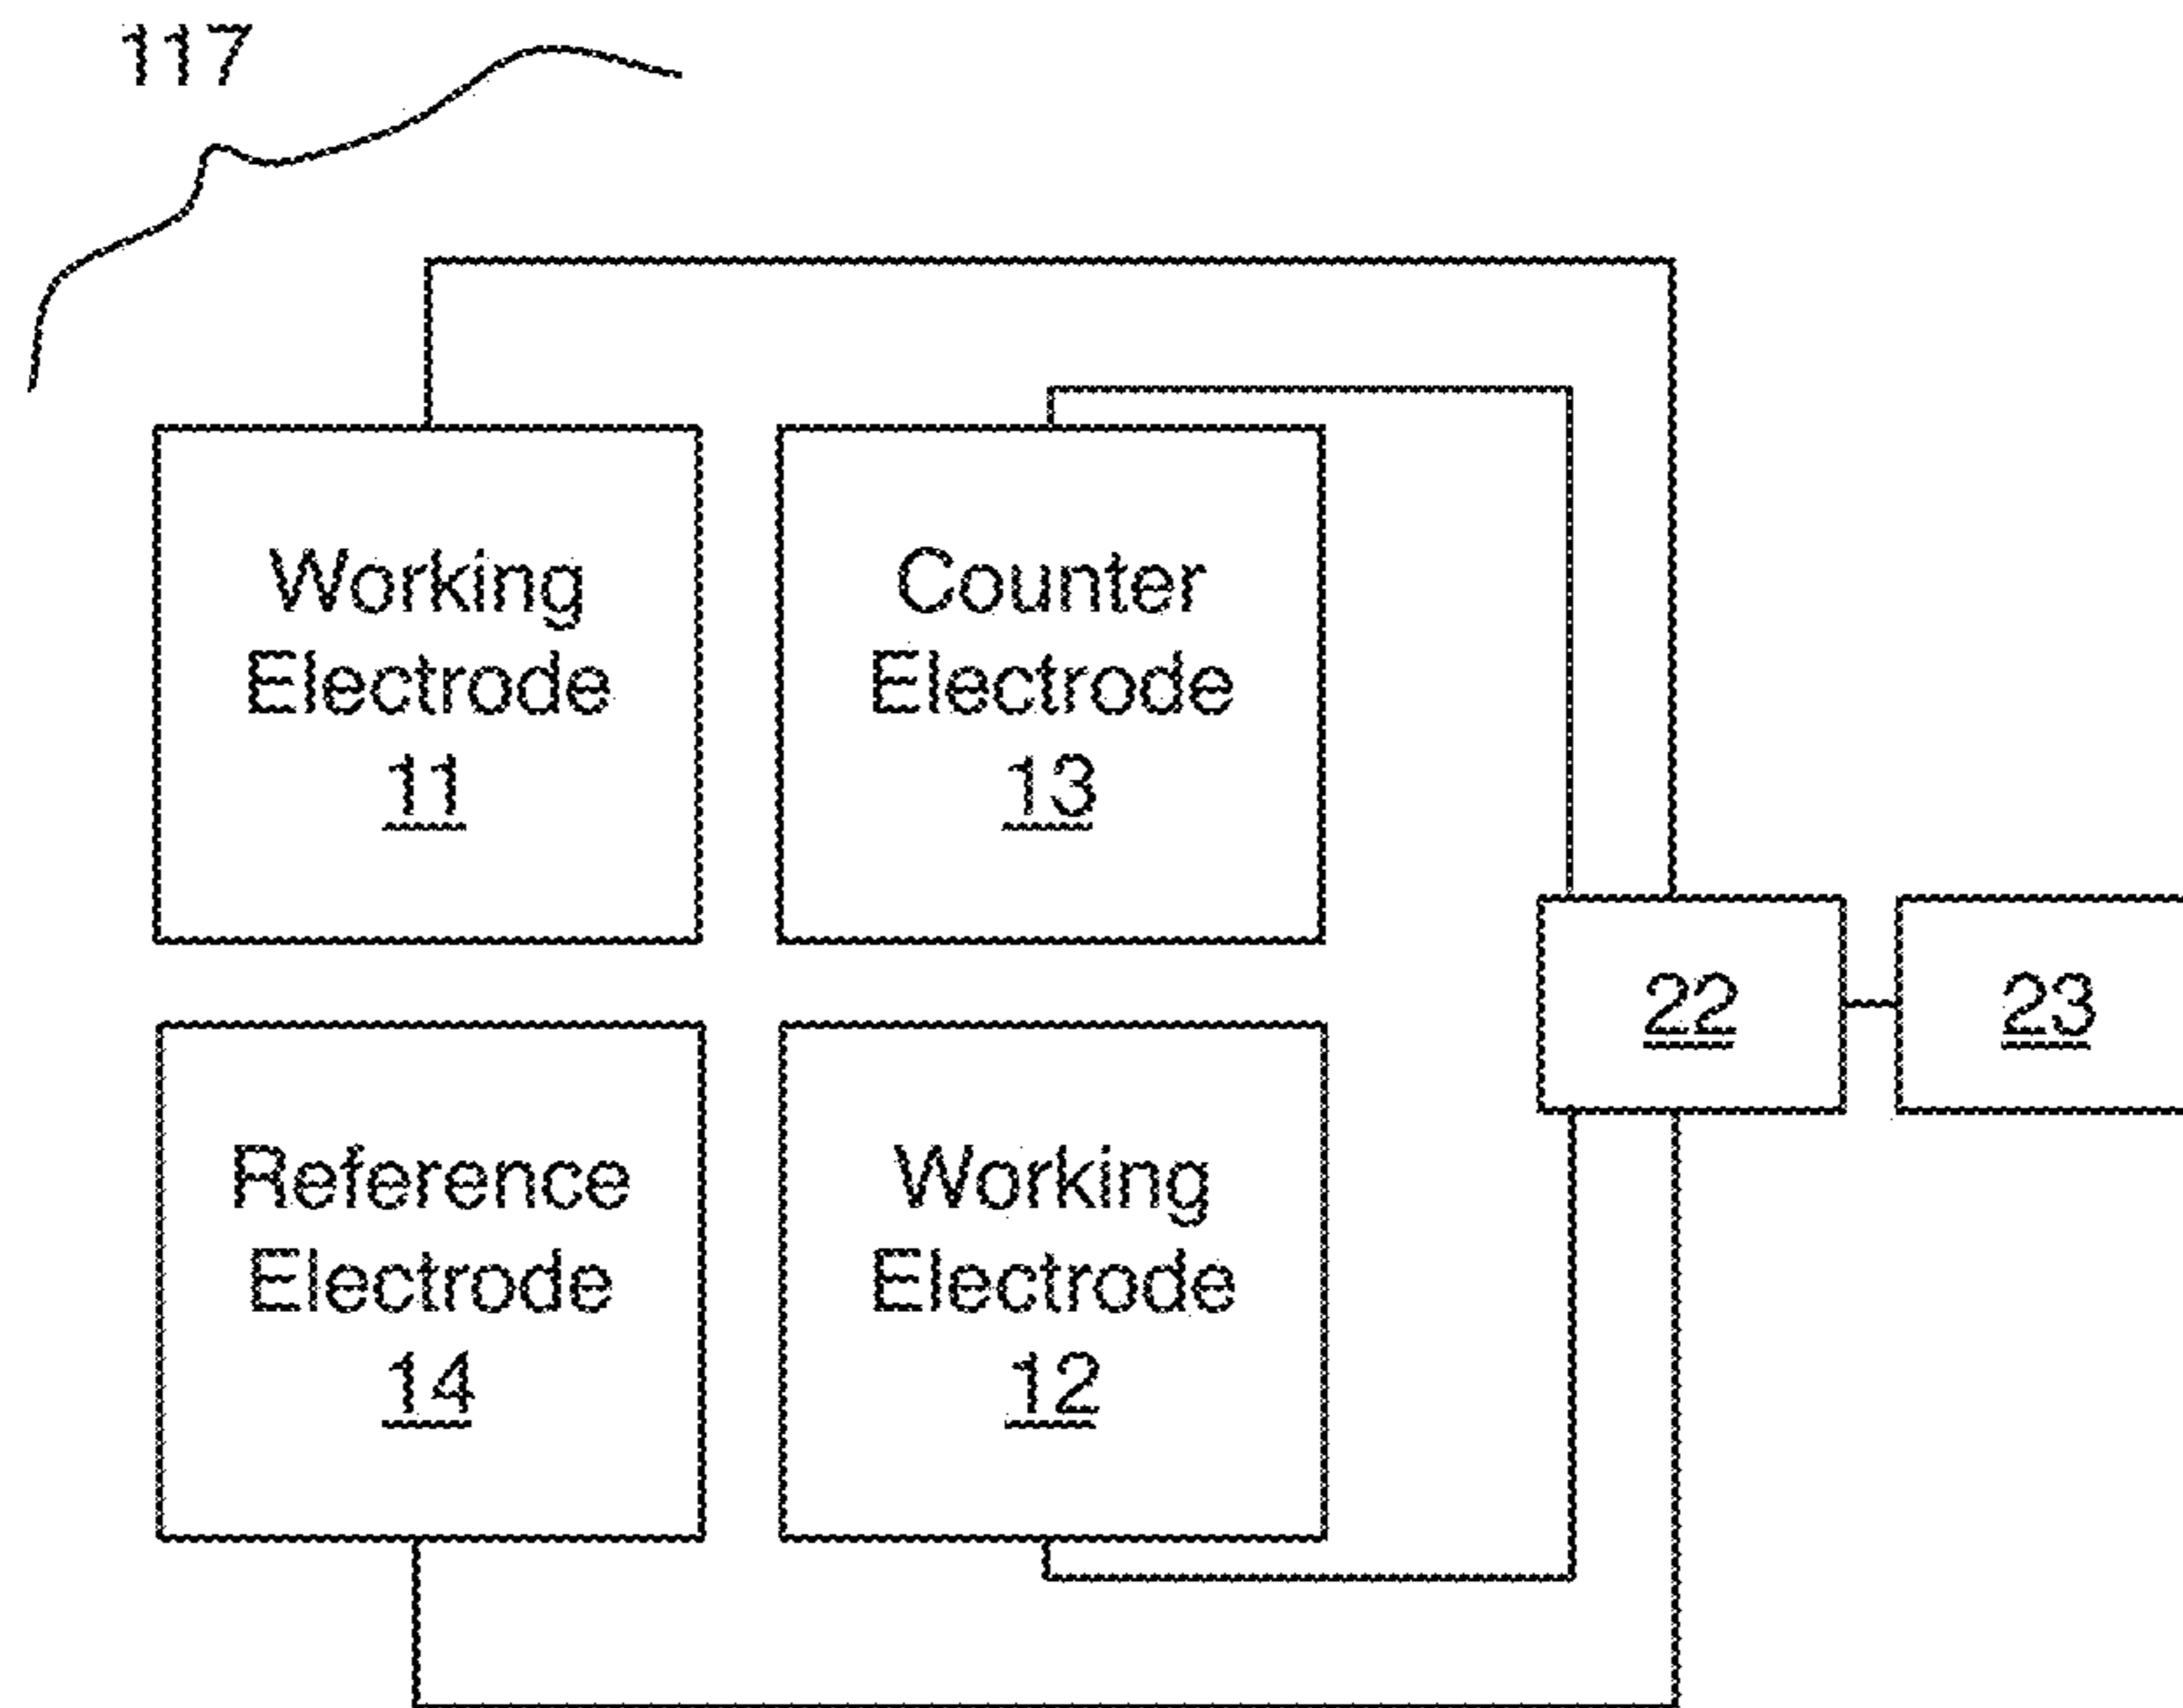 117
Working
Electrode
11
Counter
Electrode
13
22
23
Reference
Electrode
14
Working
Electrode
12